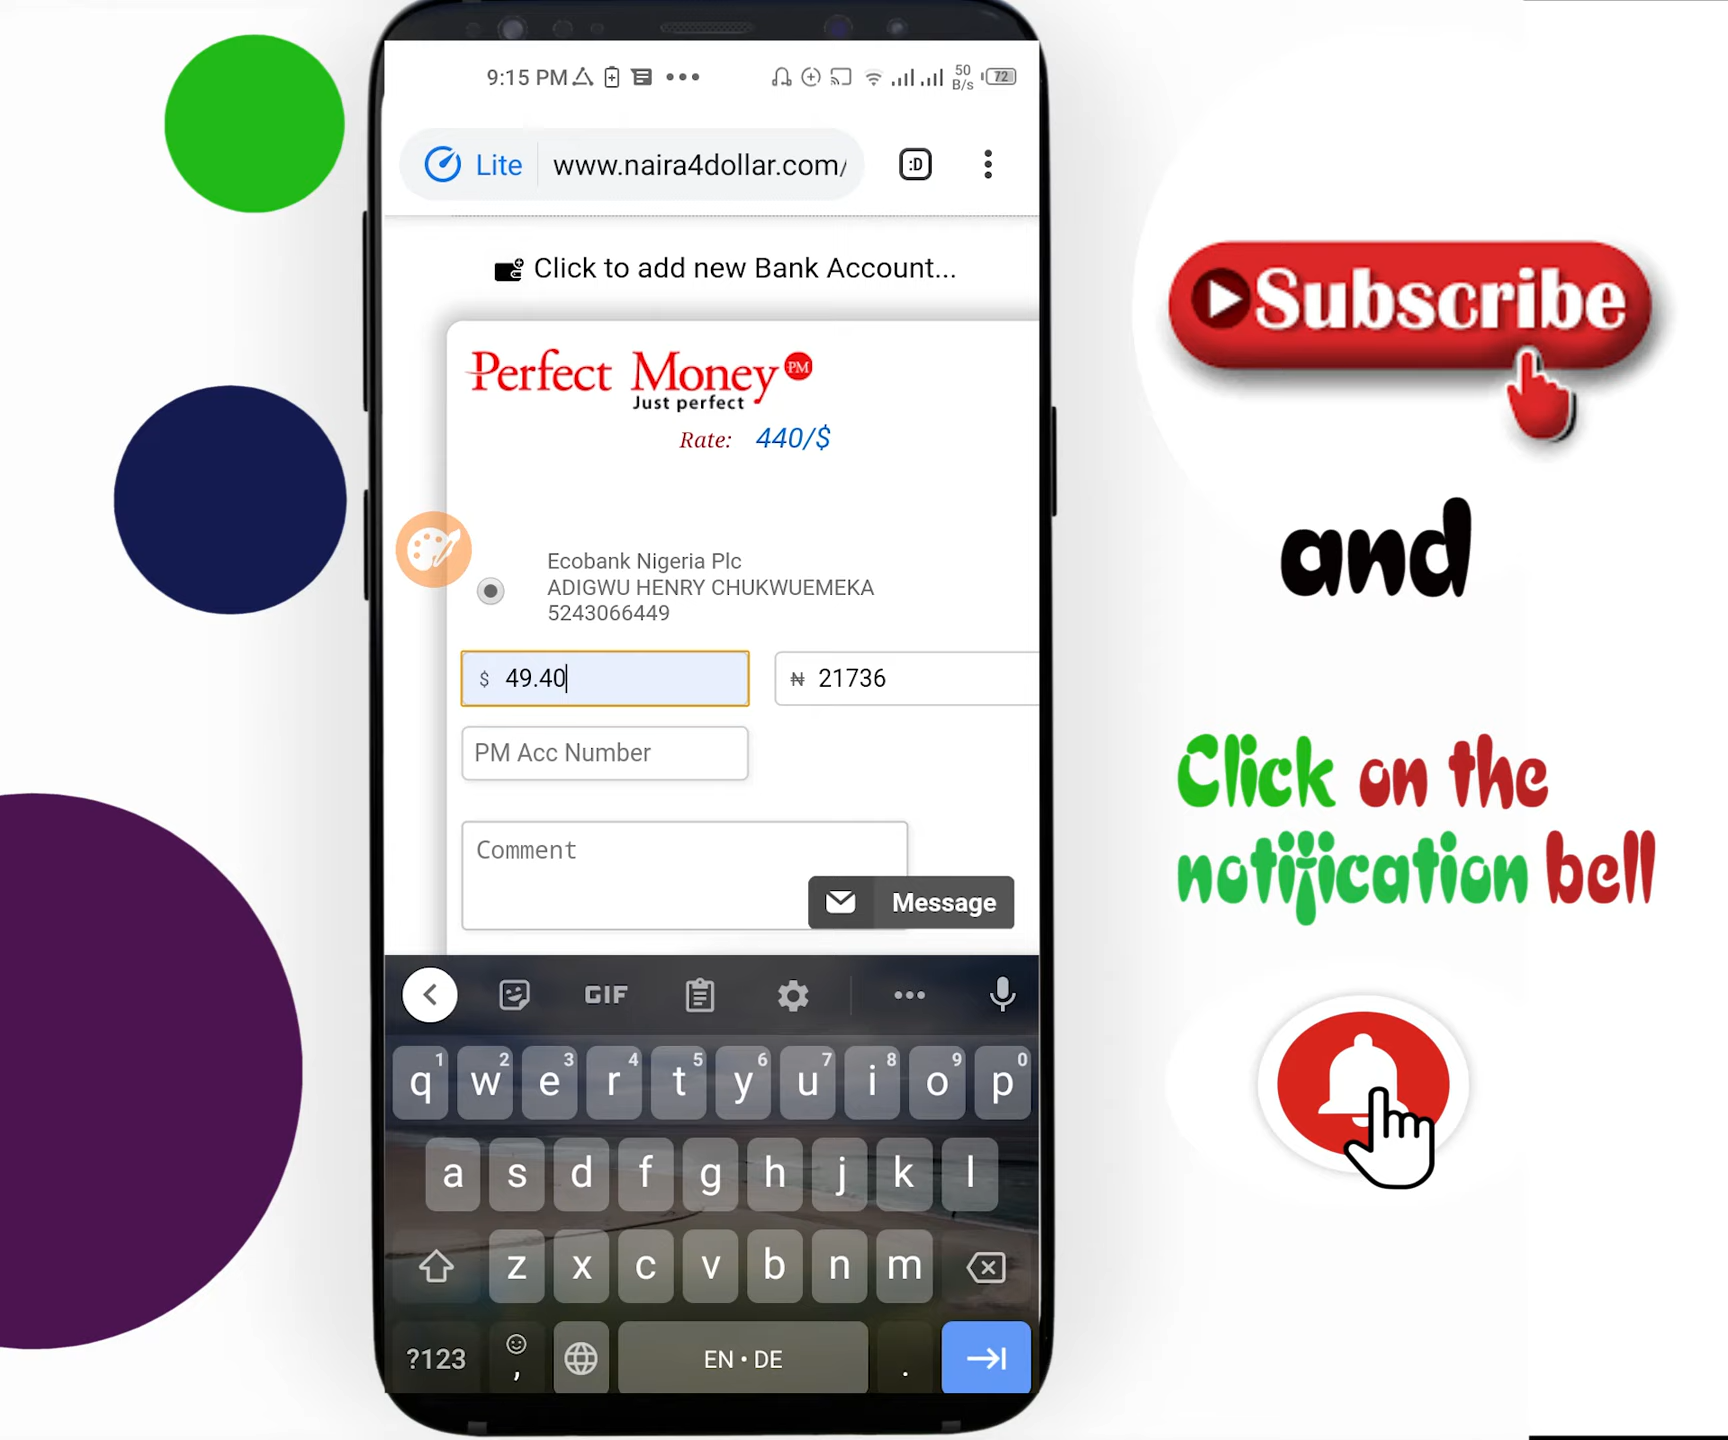 9:15 PM
50
B/s
72
Lite
www.naira4dollar.com/
:D
Click to add new Bank Account...
Perfect Money PM
Just perfect
Rate: 440/$
Ecobank Nigeria Plc
ADIGWU HENRY CHUKWUEMEKA
5243066449
$ 49.40
₦ 21736
PM Acc Number
Comment
Message
GIF
1 2 3 4 5 6 7 8 9 0
q w e r t y u i o p
a s d f g h j k l
z x c v b n m
?123 , EN • DE .
Subscribe
and
Click on the
notification bell